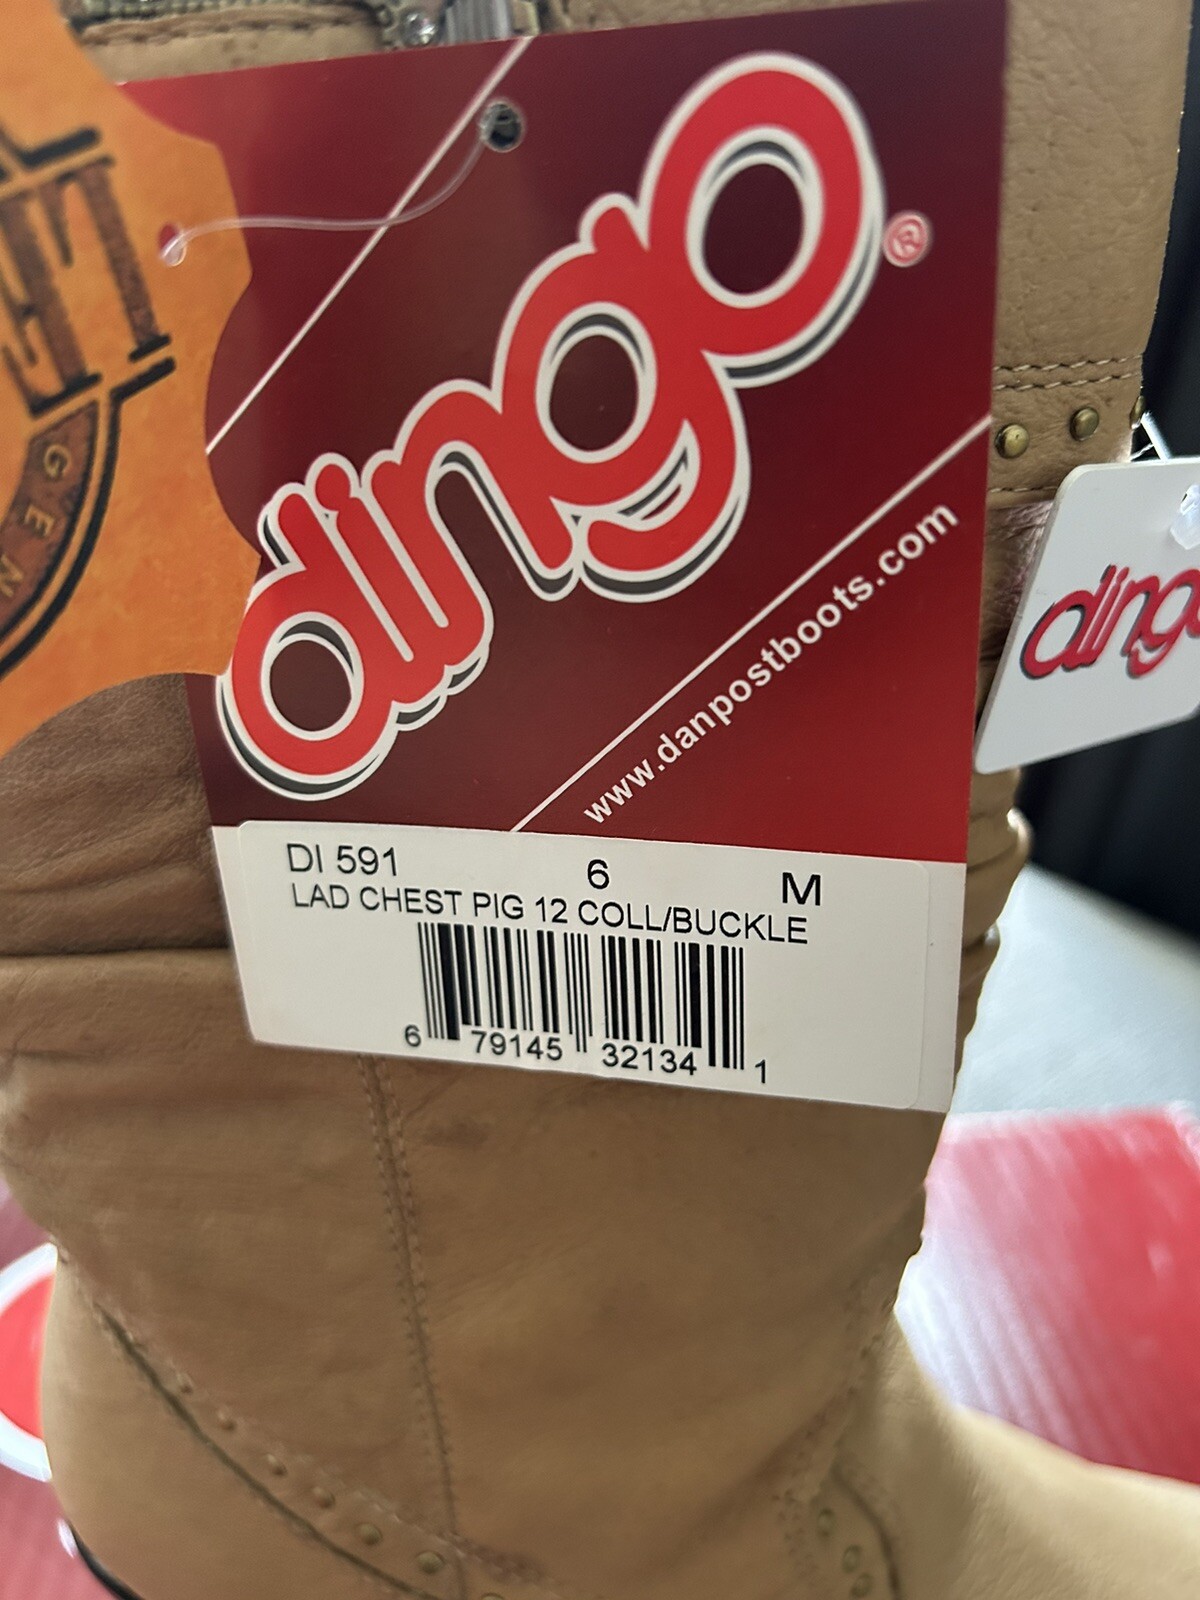 dingo®
www.danpostboots.com
DI 591 6 M
LAD CHEST PIG 12 COLL/BUCKLE
6 79145 32134 1
dingo